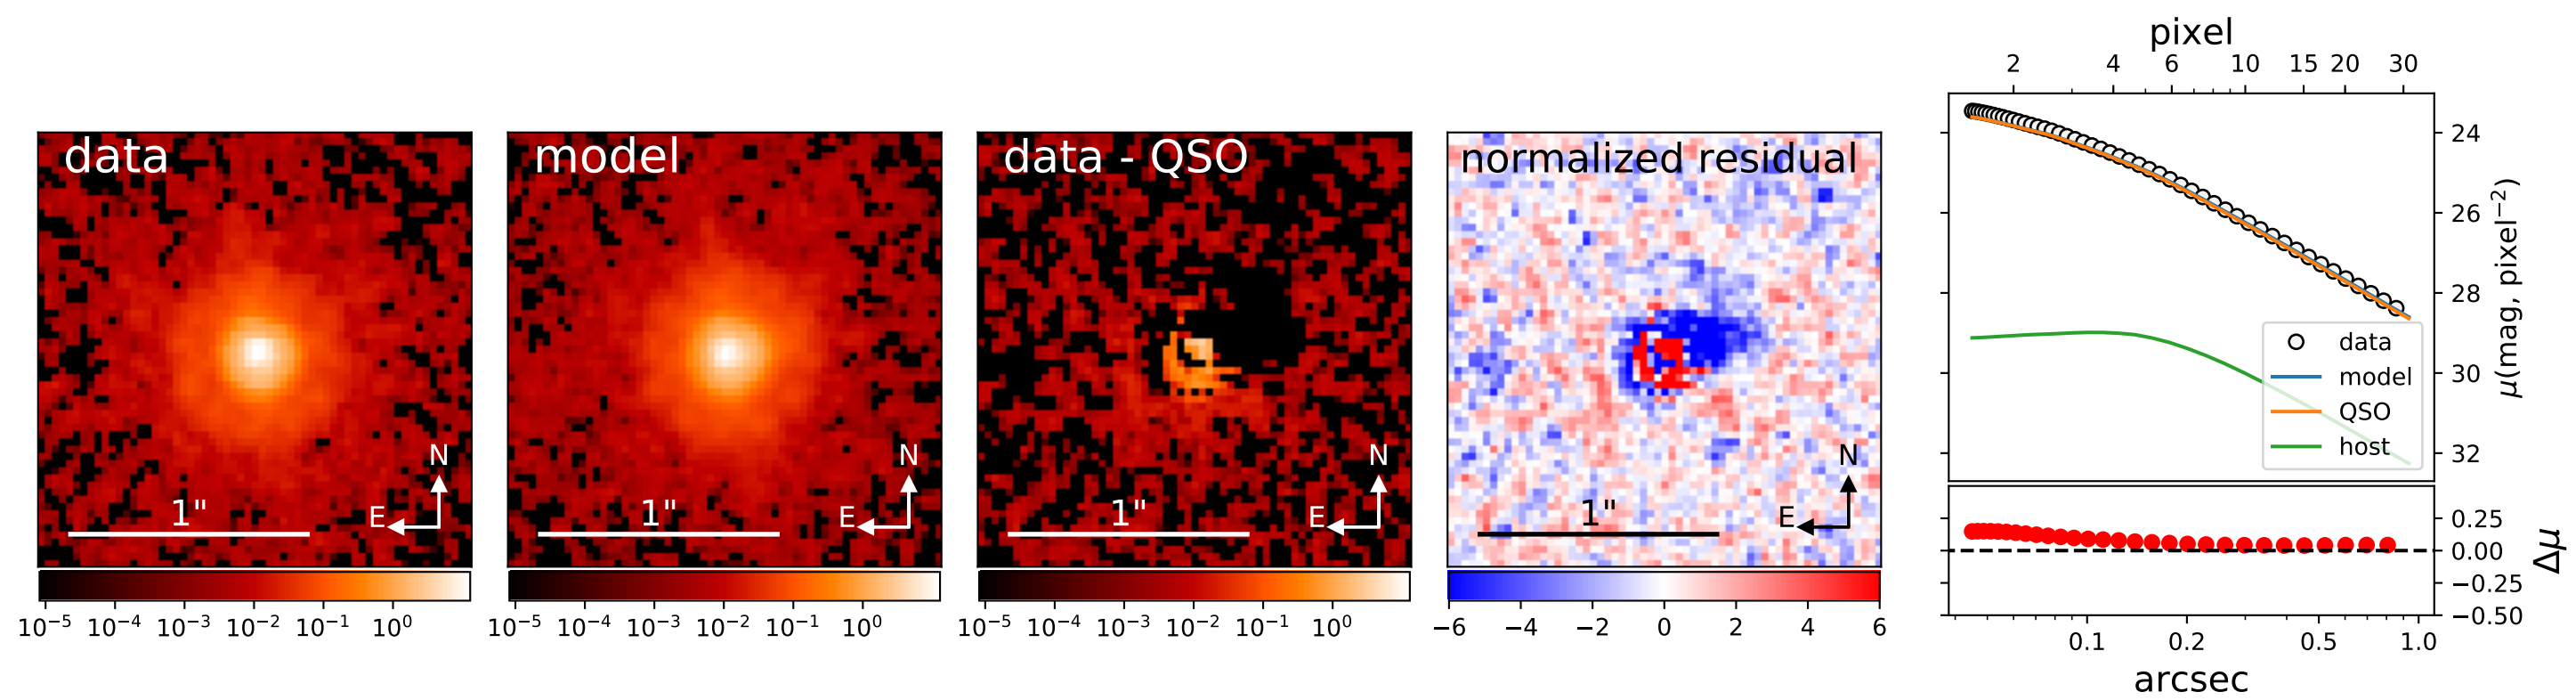 data
N
E
1"
10⁻⁵ 10⁻⁴ 10⁻³ 10⁻² 10⁻¹ 10⁰
model
N
E
1"
10⁻⁵ 10⁻⁴ 10⁻³ 10⁻² 10⁻¹ 10⁰
data - QSO
N
E
1"
10⁻⁵ 10⁻⁴ 10⁻³ 10⁻² 10⁻¹ 10⁰
normalized residual
N
E
1"
−6 −4 −2 0 2 4 6
pixel
2 4 6 10 15 20 30
24
26
28
30
32
μ(mag, pixel⁻²)
data
model
QSO
host
0.25
0.00
−0.25
−0.50
Δμ
0.1 0.2 0.5 1.0
arcsec